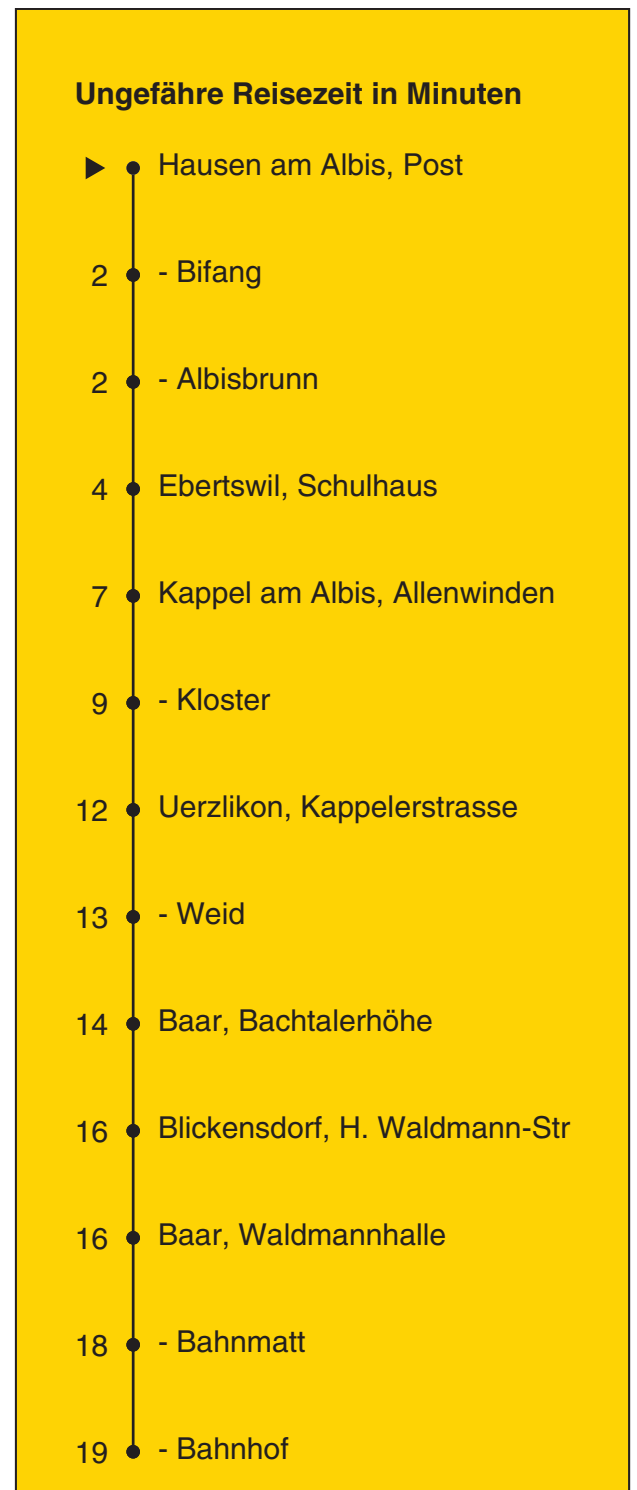 Ungefähre Reisezeit in Minuten
Hausen am Albis, Post
2 - Bifang
2 - Albisbrunn
4 Ebertswil, Schulhaus
7 Kappel am Albis, Allenwinden
9 - Kloster
12 Uerzlikon, Kappelerstrasse
13 - Weid
14 Baar, Bachtalerhöhe
16 Blickensdorf, H. Waldmann-Str
16 Baar, Waldmannhalle
18 - Bahnmatt
19 - Bahnhof